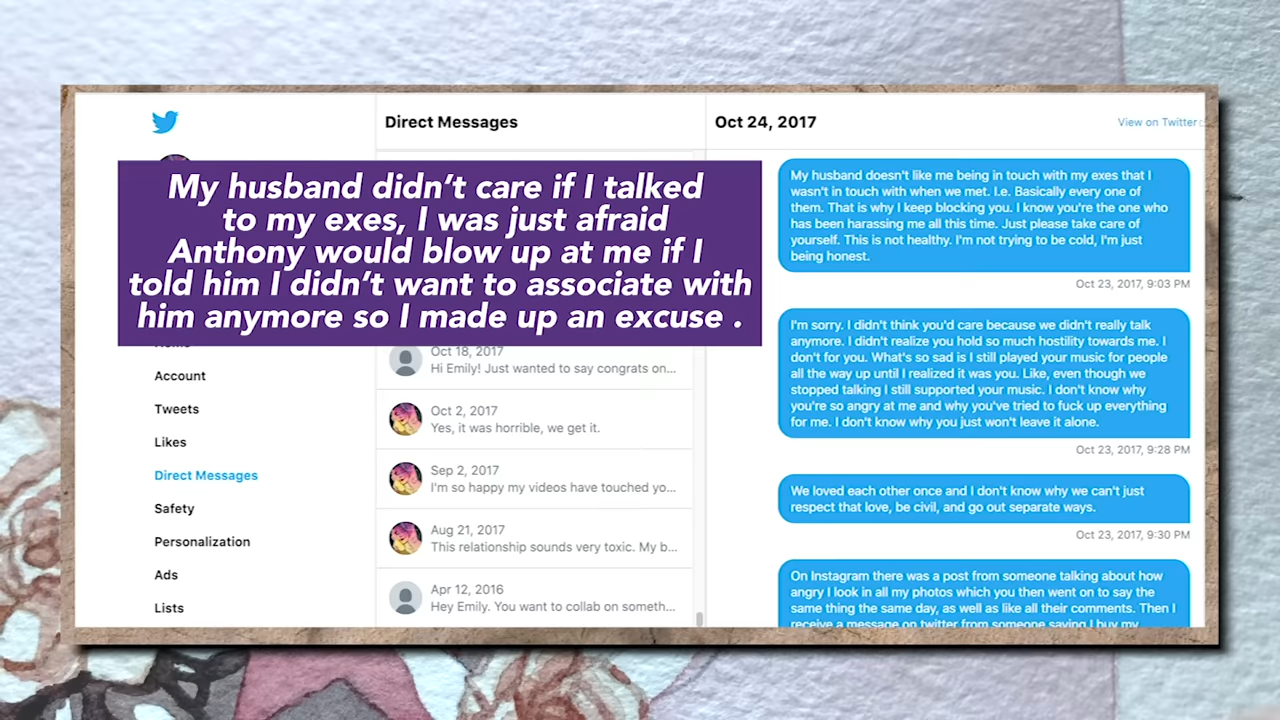 Direct Messages
Oct 24, 2017
View on Twitter
My husband didn't care if I talked
to my exes, I was just afraid
Anthony would blow up at me if I
told him I didn't want to associate with
him anymore so I made up an excuse .
Account
Tweets
Likes
Direct Messages
Safety
Personalization
Ads
Lists
Oct 18, 2017
Hi Emily! Just wanted to say congrats on...
Oct 2, 2017
Yes, it was horrible, we get it.
Sep 2, 2017
I'm so happy my videos have touched yo...
Aug 21, 2017
This relationship sounds very toxic. My b...
Apr 12, 2016
Hey Emily. You want to collab on someth...
My husband doesn't like me being in touch with my exes that I
wasn't in touch with when we met. I.e. Basically every one of
them. That is why I keep blocking you. I know you're the one who
has been harassing me all this time. Just please take care of
yourself. This is not healthy. I'm not trying to be cold, I'm just
being honest.
Oct 23, 2017, 9:03 PM
I'm sorry. I didn't think you'd care because we didn't really talk
anymore. I didn't realize you hold so much hostility towards me. I
don't for you. What's so sad is I still played your music for people
all the way up until I realized it was you. Like, even though we
stopped talking I still supported your music. I don't know why
you're so angry at me and why you've tried to fuck up everything
for me. I don't know why you just won't leave it alone.
Oct 23, 2017, 9:28 PM
We loved each other once and I don't know why we can't just
respect that love, be civil, and go out separate ways.
Oct 23, 2017, 9:30 PM
On Instagram there was a post from someone talking about how
angry I look in all my photos which you then went on to say the
same thing the same day, as well as like all their comments. Then I
receive a message on twitter from someone saying I buy my